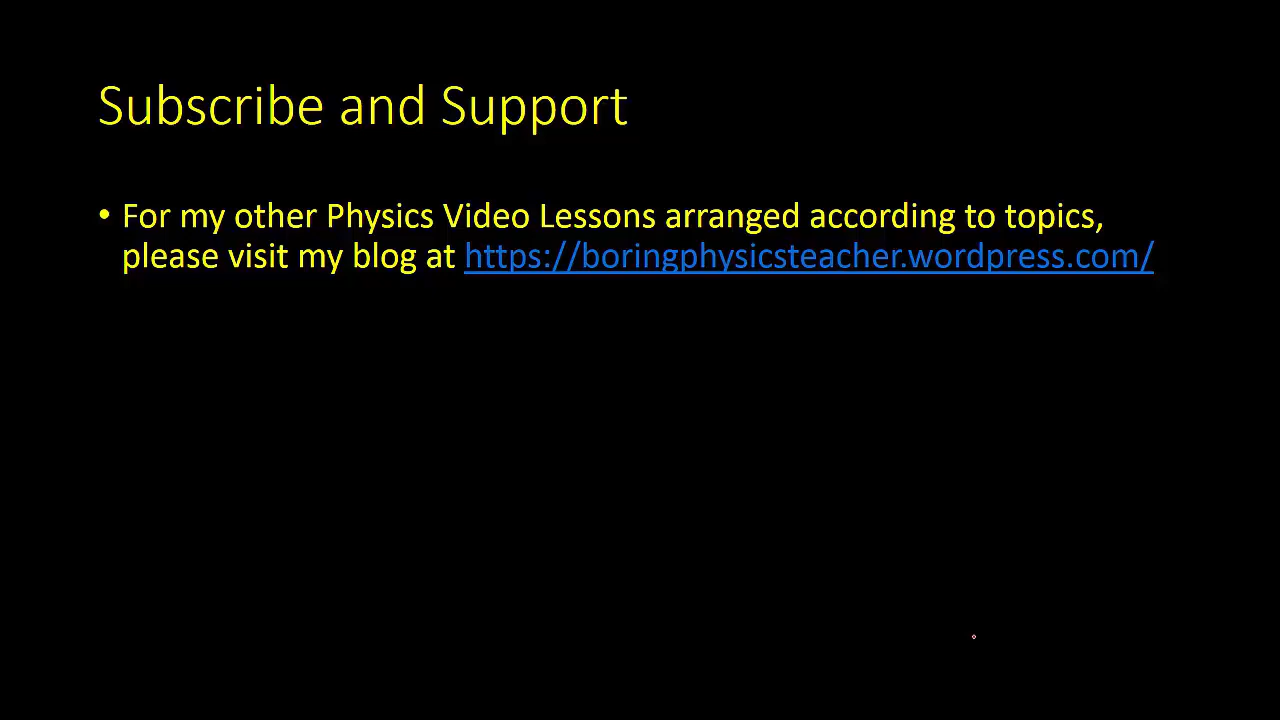 Subscribe and Support
• For my other Physics Video Lessons arranged according to topics,
please visit my blog at https://boringphysicsteacher.wordpress.com/